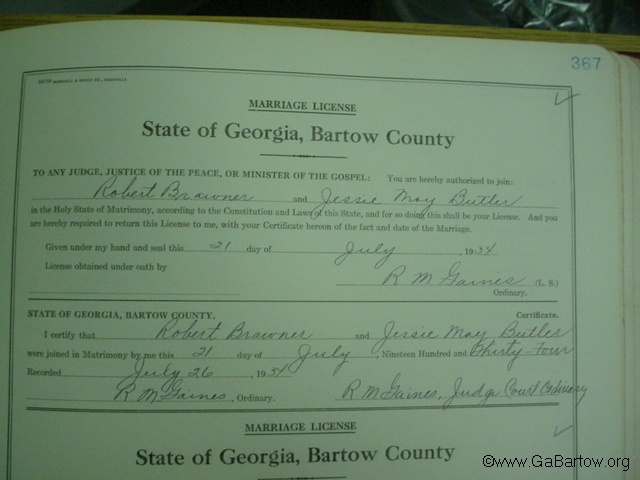 367
MARSHALL & BRUCE CO., NASHVILLE
MARRIAGE LICENSE
State of Georgia, Bartow County
TO ANY JUDGE, JUSTICE OF THE PEACE, OR MINISTER OF THE GOSPEL: You are hereby authorized to join:
Robert Brawner and Jessie May Butler
in the Holy State of Matrimony, according to the Constitution and Laws of this State, and for so doing this shall be your License. And you
are hereby required to return this License to me, with your Certificate hereon of the fact and date of the Marriage.
Given under my hand and seal this 21 day of July, 1934
License obtained under oath by R M Gaines (L. S.)
Ordinary.
STATE OF GEORGIA, BARTOW COUNTY. Certificate.
I certify that Robert Brawner and Jessie May Butler
were joined in Matrimony by me this 21 day of July, Nineteen Hundred and Thirty Four
Recorded July 26, 1934
R M Gaines, Ordinary. R M Gaines, Judge Court Ordinary
MARRIAGE LICENSE
State of Georgia, Bartow County
©www.GaBartow.org